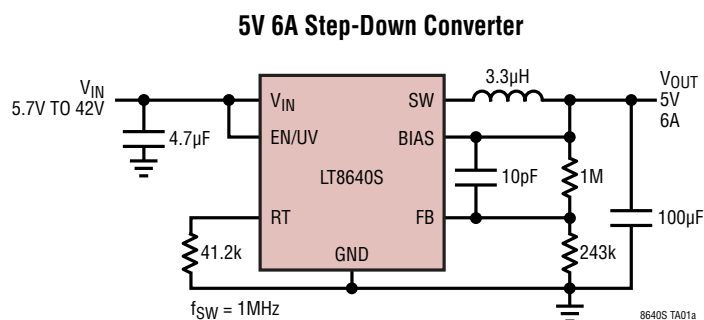 5V 6A Step-Down Converter
VIN
5.7V TO 42V
4.7µF
VIN
EN/UV
RT
41.2k
fSW = 1MHz
LT8640S
GND
SW
BIAS
FB
3.3µH
10pF
1M
243k
VOUT
5V
6A
100µF
8640S TA01a